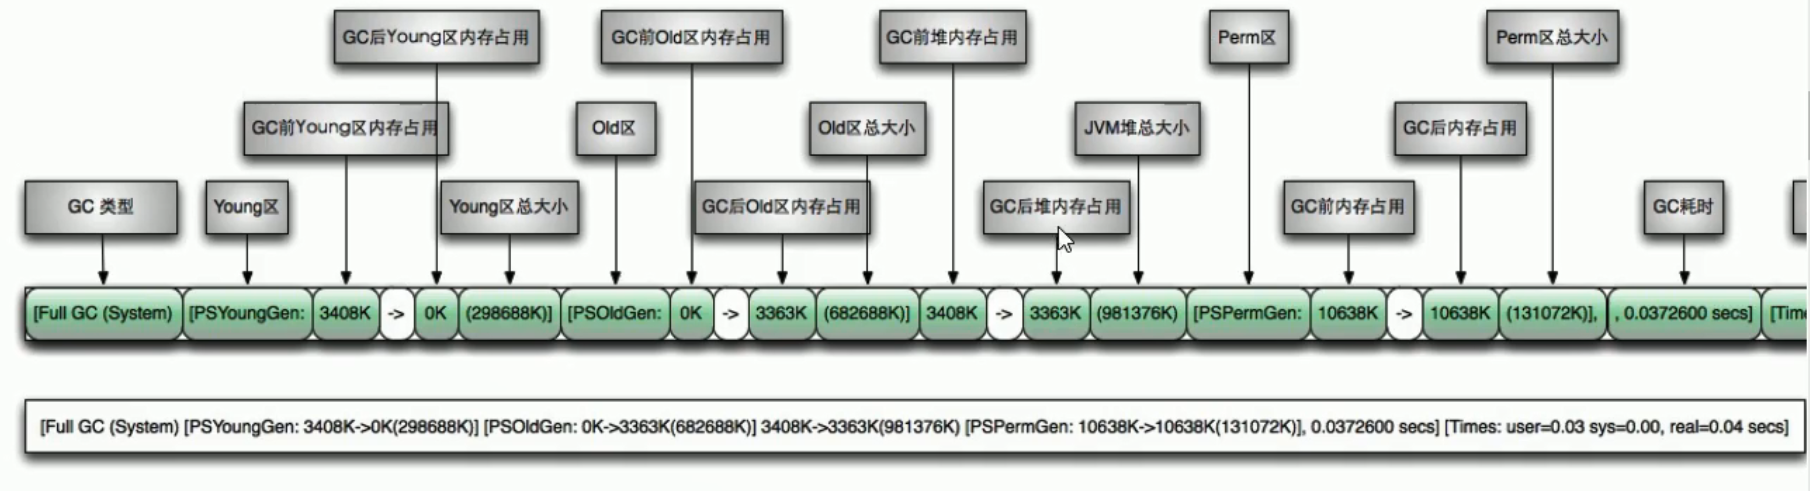 GC后Young区内存占用 GC前Old区内存占用 GC前堆内存占用 Perm区 Perm区总大小
GC前Young区内存占用 Old区 Old区总大小 JVM堆总大小 GC后内存占用
GC 类型 Young区 Young区总大小 GC后Old区内存占用 GC后堆内存占用 GC前内存占用 GC耗时
[Full GC (System) [PSYoungGen: 3408K -> 0K (298688K)] [PSOldGen: 0K -> 3363K (682688K)] 3408K -> 3363K (981376K) [PSPermGen: 10638K -> 10638K (131072K)], , 0.0372600 secs] [Time
[Full GC (System) [PSYoungGen: 3408K->0K(298688K)] [PSOldGen: 0K->3363K(682688K)] 3408K->3363K(981376K) [PSPermGen: 10638K->10638K(131072K)], 0.0372600 secs] [Times: user=0.03 sys=0.00, real=0.04 secs]